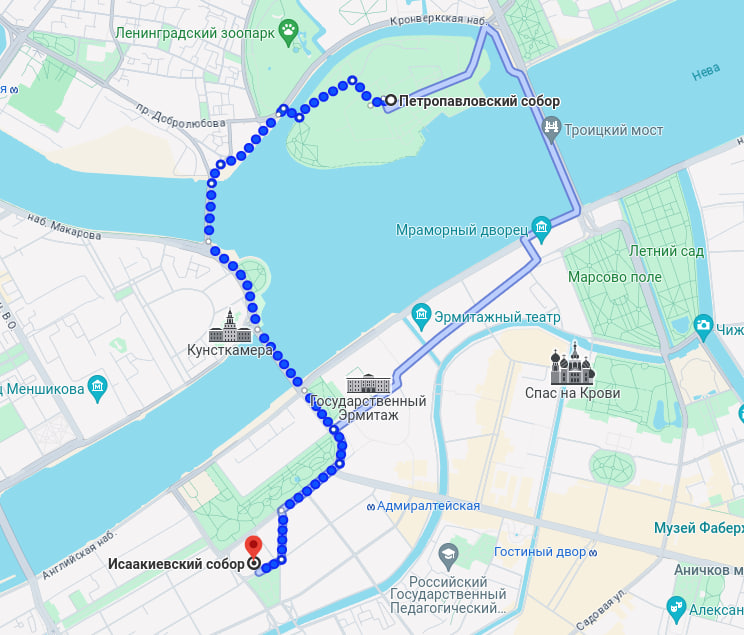 Кронверкская наб.
Ленинградский зоопарк
Нева
я
Петропавловский собор
пр. Добролюбова
Троицкий мост
наб. Макарова
Мраморный дворец
Летний сад
Марсово поле
Эрмитажный театр
Чиж
Кунсткамера
ц Меншикова
Спас на Крови
Государственный
Эрмитаж
Адмиралтейская
Музей Фаберж
Английская наб.
Гостиный двор
Исаакиевский собор
Аничков м
Российский
Государственный
Педагогический...
Садовая ул.
Алексан